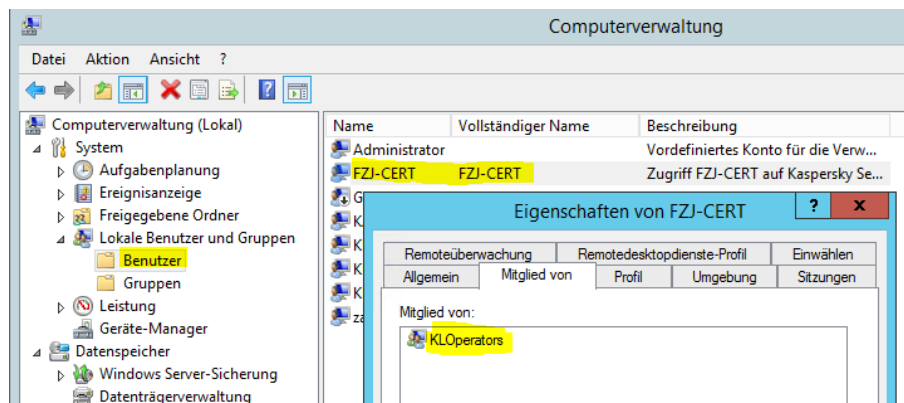 Computerverwaltung
Datei Aktion Ansicht ?
Computerverwaltung (Lokal)
System
Aufgabenplanung
Ereignisanzeige
Freigegebene Ordner
Lokale Benutzer und Gruppen
Benutzer
Gruppen
Leistung
Geräte-Manager
Datenspeicher
Windows Server-Sicherung
Datenträgerverwaltung
Name Vollständiger Name Beschreibung
Administrator Vordefiniertes Konto für die Verw...
FZJ-CERT FZJ-CERT Zugriff FZJ-CERT auf Kaspersky Se...
Eigenschaften von FZJ-CERT ? x
Remoteüberwachung Remotedesktopdienste-Profil Einwählen
Allgemein Mitglied von Profil Umgebung Sitzungen
Mitglied von:
KLOperators